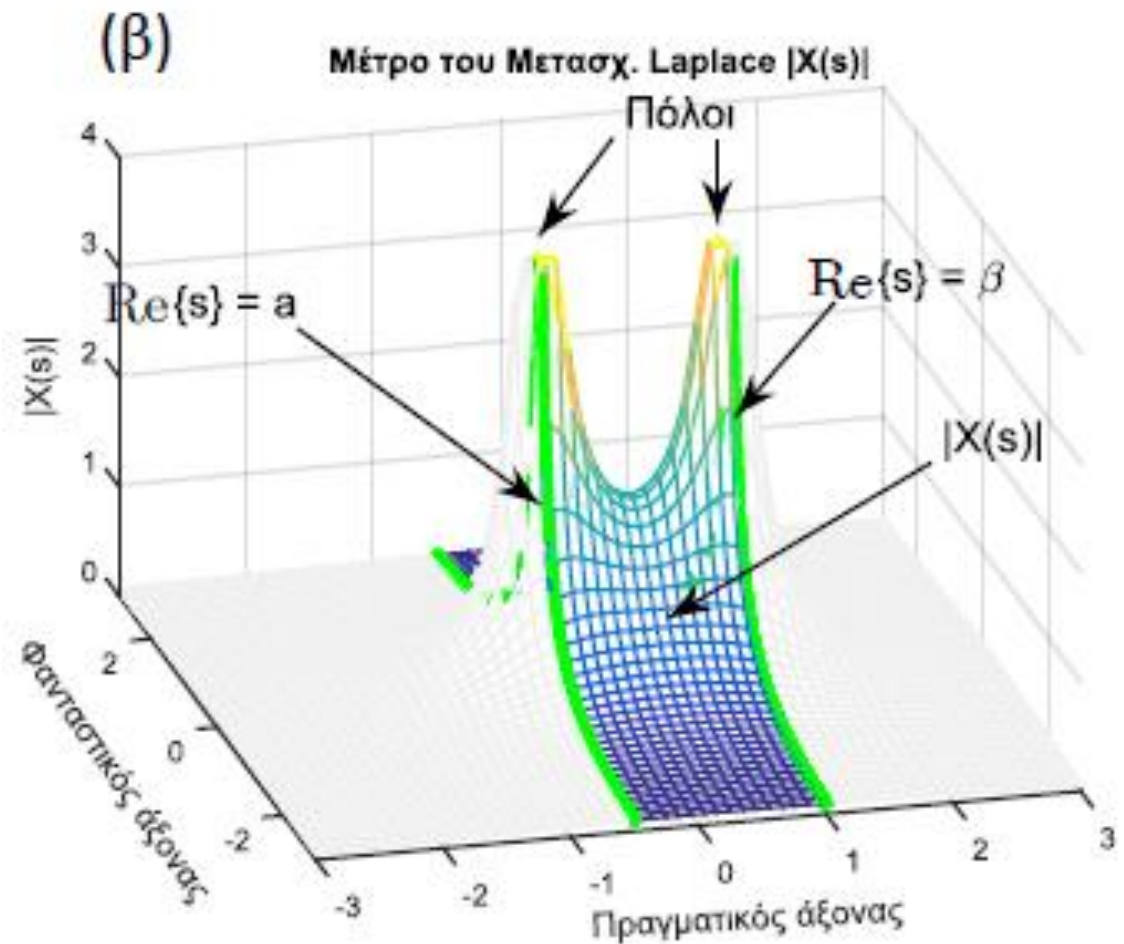 (β)
Μέτρο του Μετασχ. Laplace |X(s)|
Πόλοι
4
3
2
1
0
|X(s)|
Re{s} = a
Re{s} = β
|X(s)|
2
0
-2
Φανταστικός άξονας
-3
-2
-1
0
1
2
3
Πραγματικός άξονας